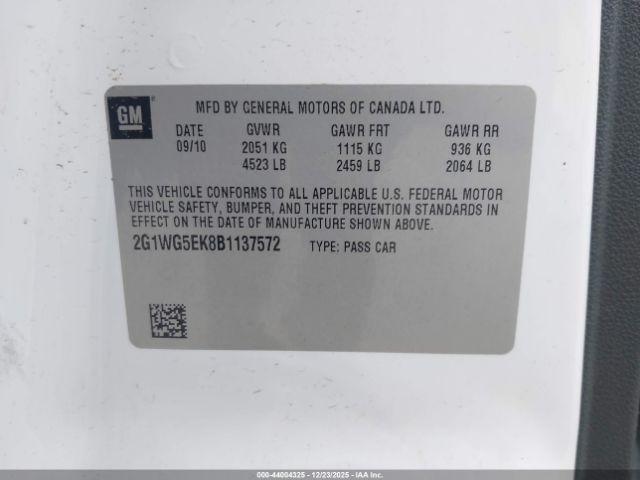 GM
MFD BY GENERAL MOTORS OF CANADA LTD.
DATE GVWR GAWR FRT GAWR RR
09/10 2051 KG 1115 KG 936 KG
4523 LB 2459 LB 2064 LB
THIS VEHICLE CONFORMS TO ALL APPLICABLE U.S. FEDERAL MOTOR
VEHICLE SAFETY, BUMPER, AND THEFT PREVENTION STANDARDS IN
EFFECT ON THE DATE OF MANUFACTURE SHOWN ABOVE.
2G1WG5EK8B1137572 TYPE: PASS CAR
000-44004325 - 12/23/2025 - IAA Inc.